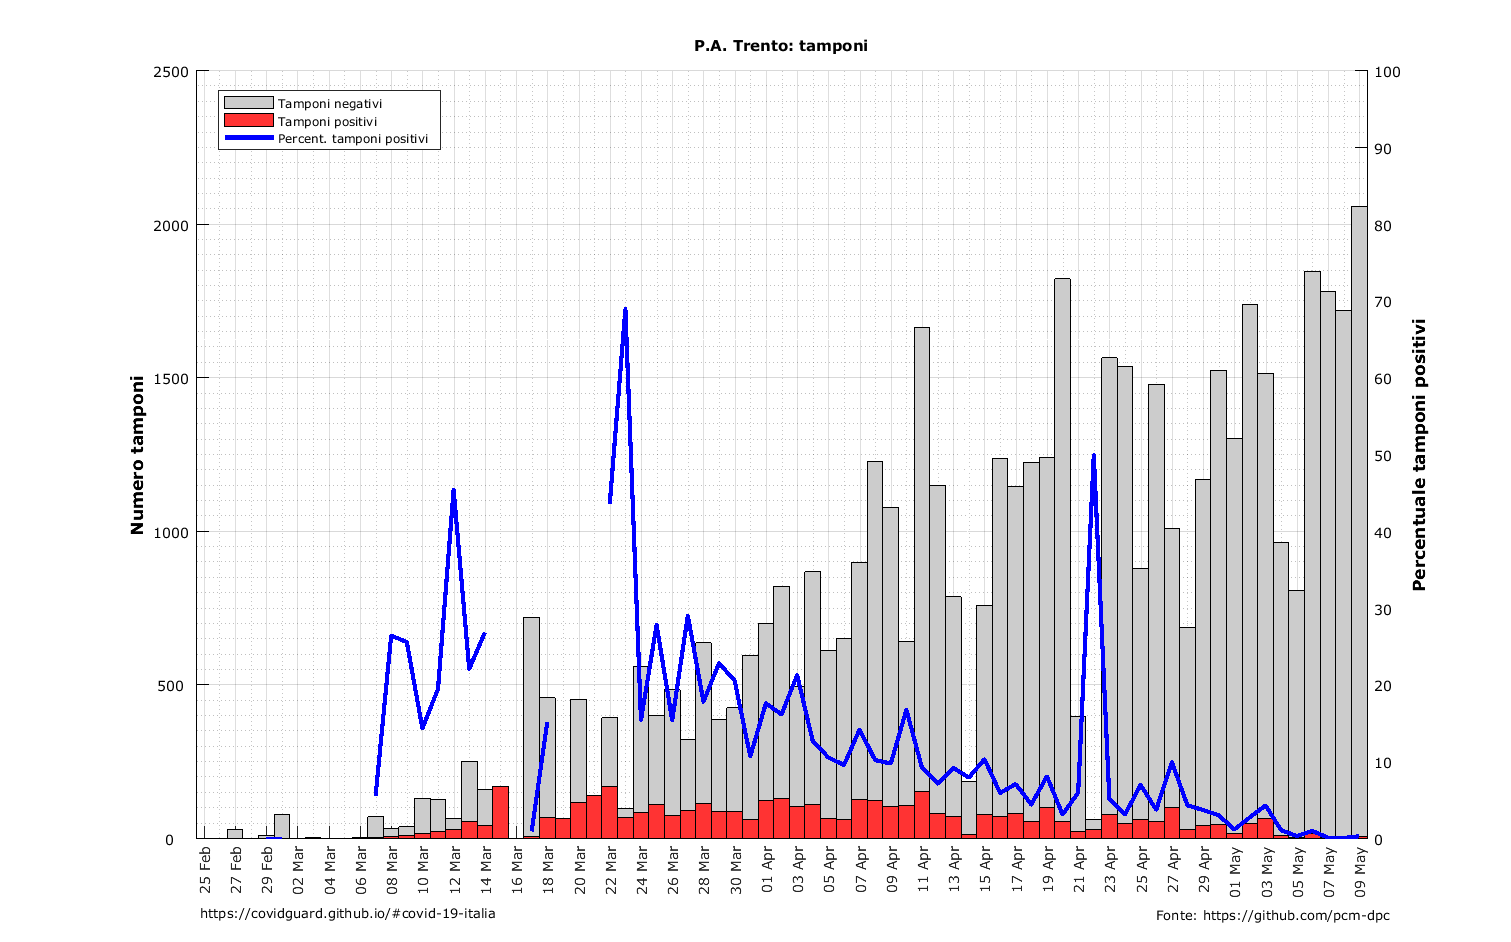 P.A. Trento: tamponi
2500
2000
1500
1000
500
0
Numero tamponi
Tamponi negativi
Tamponi positivi
Percent. tamponi positivi
100
90
80
70
60
50
40
30
20
10
0
Percentuale tamponi positivi
25 Feb
27 Feb
29 Feb
02 Mar
04 Mar
06 Mar
08 Mar
10 Mar
12 Mar
14 Mar
16 Mar
18 Mar
20 Mar
22 Mar
24 Mar
26 Mar
28 Mar
30 Mar
01 Apr
03 Apr
05 Apr
07 Apr
09 Apr
11 Apr
13 Apr
15 Apr
17 Apr
19 Apr
21 Apr
23 Apr
25 Apr
27 Apr
29 Apr
01 May
03 May
05 May
07 May
09 May
https://covidguard.github.io/#covid-19-italia
Fonte: https://github.com/pcm-dpc